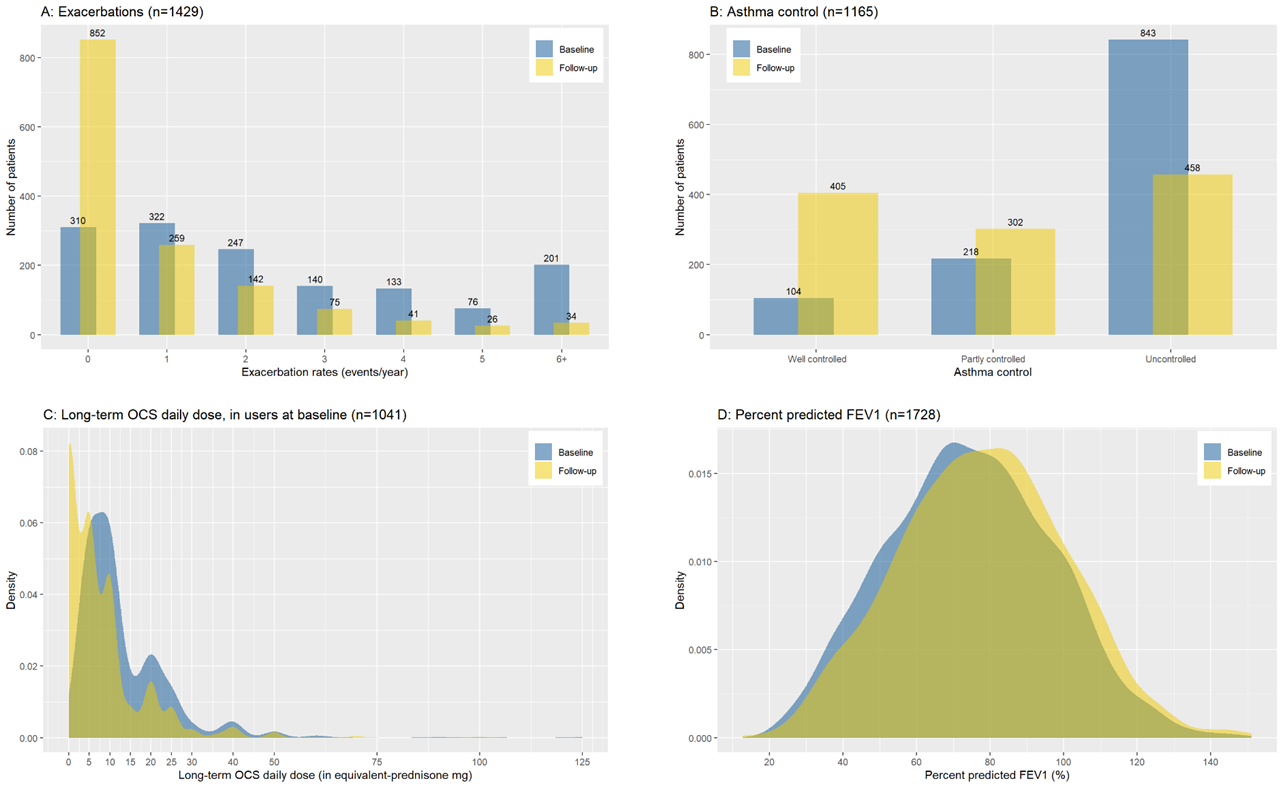 A: Exacerbations (n=1429)
Number of patients
800
600
400
200
0
852
310
322
259
247
142
140
75
133
41
76
26
201
34
Baseline
Follow-up
0 1 2 3 4 5 6+
Exacerbation rates (events/year)
B: Asthma control (n=1165)
Number of patients
800
600
400
200
0
Baseline
Follow-up
104
405
218
302
843
458
Well controlled Partly controlled Uncontrolled
Asthma control
C: Long-term OCS daily dose, in users at baseline (n=1041)
Density
0.08
0.06
0.04
0.02
0.00
Baseline
Follow-up
0 5 10 15 20 25 30 40 50 75 100 125
Long-term OCS daily dose (in equivalent-prednisone mg)
D: Percent predicted FEV1 (n=1728)
Density
0.015
0.010
0.005
0.000
Baseline
Follow-up
20 40 60 80 100 120 140
Percent predicted FEV1 (%)